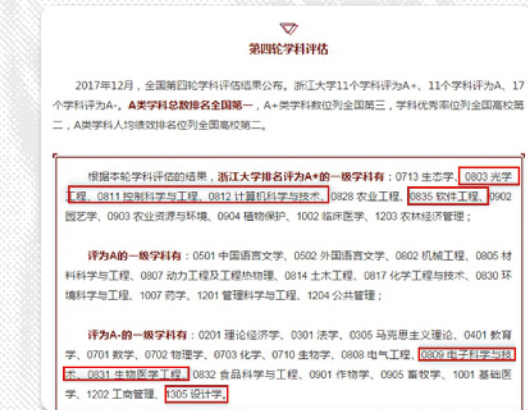 第四轮学科评估
2017年12月，全国第四轮学科评估结果公布。浙江大学11个学科评为A+、11个学科评为A、17
个学科评为A-。A类学科总数排名全国第一，A+类学科数位列全国第三，学科优秀率位列全国高校第
二，A类学科人均绩效排名位列全国高校第二。
根据本轮学科评估的结果，浙江大学排名评为A+的一级学科有：0713 生态学、0803 光学
工程、0811 控制科学与工程、0812 计算机科学与技术、0828 农业工程、0835 软件工程、0902
园艺学、0903 农业资源与环境、0904 植物保护、1002 临床医学、1203 农林经济管理；
评为A的一级学科有：0501 中国语言文学、0502 外国语言文学、0802 机械工程、0805 材
料科学与工程、0807 动力工程及工程热物理、0814 土木工程、0817 化学工程与技术、0830 环
境科学与工程、1007 药学、1201 管理科学与工程、1204 公共管理；
评为A-的一级学科有：0201 理论经济学、0301 法学、0305 马克思主义理论、0401 教育
学、0701 数学、0702 物理学、0703 化学、0710 生物学、0808 电气工程、0809 电子科学与技
术、0831 生物医学工程、0832 食品科学与工程、0901 作物学、0905 畜牧学、1001 基础医
学、1202 工商管理、1305 设计学。